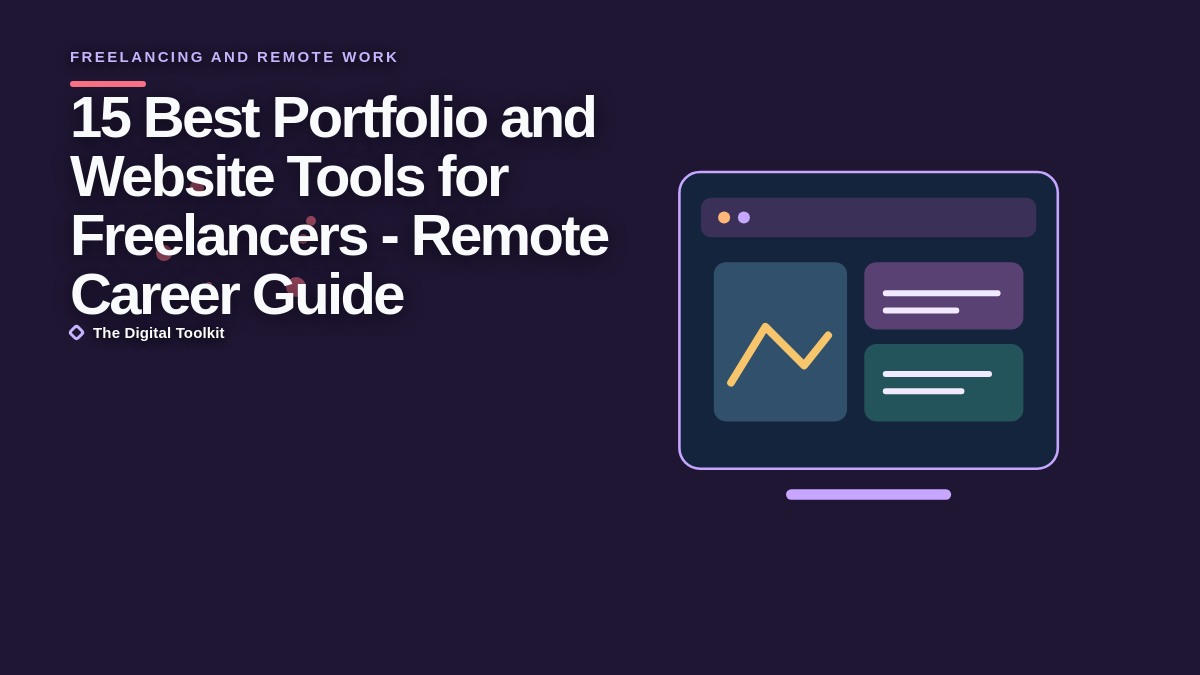 FREELANCING AND REMOTE WORK
15 Best Portfolio and
Website Tools for
Freelancers - Remote
Career Guide
The Digital Toolkit